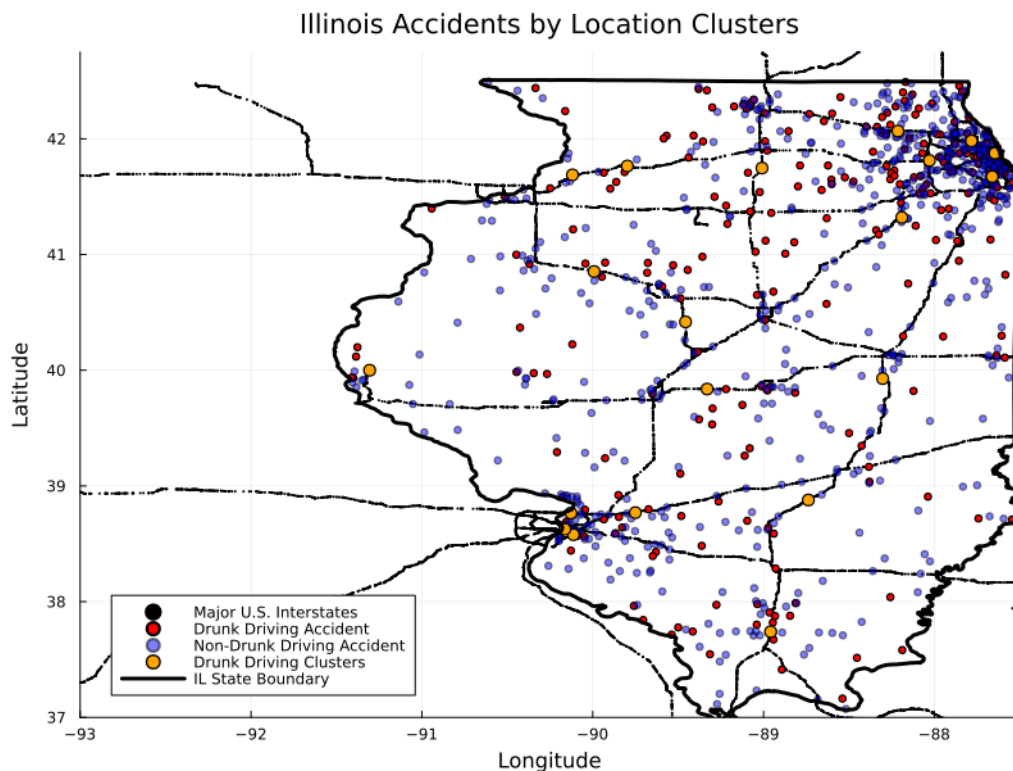 Illinois Accidents by Location Clusters
42
41
40
39
38
37
Latitude
Major U.S. Interstates
Drunk Driving Accident
Non-Drunk Driving Accident
Drunk Driving Clusters
IL State Boundary
−93 −92 −91 −90 −89 −88
Longitude